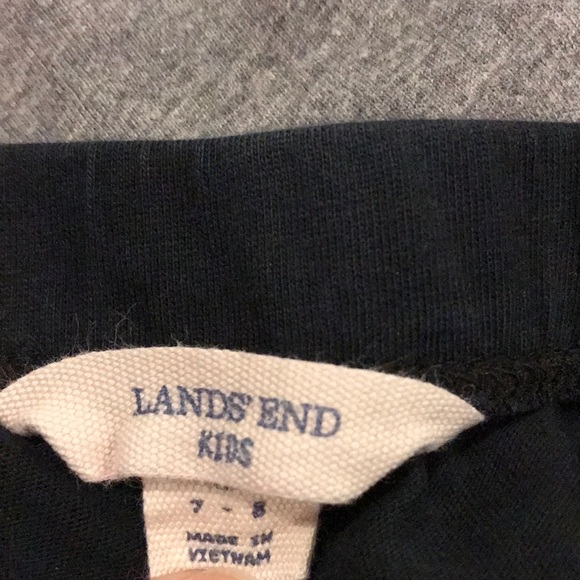 LANDS' END
KIDS
7 - 8
MADE IN
VIETNAM